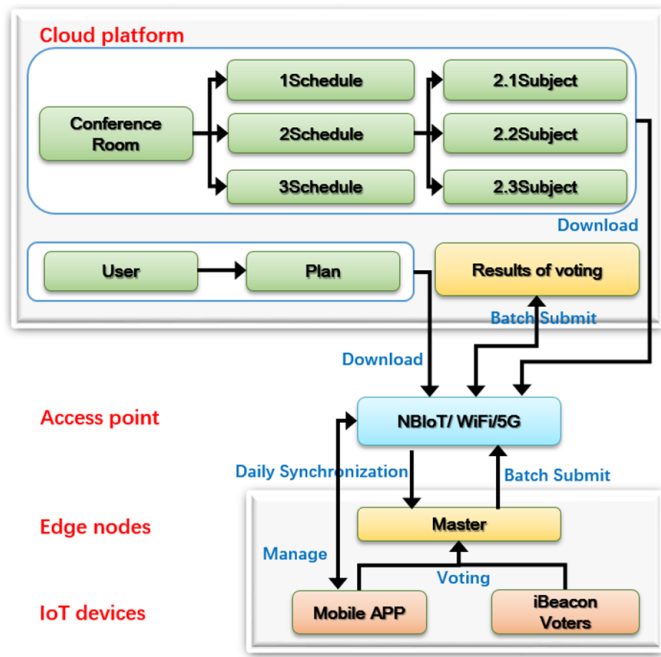 Cloud platform
1Schedule
2.1Subject
Conference
Room
2Schedule
2.2Subject
3Schedule
2.3Subject
Download
User
Plan
Results of voting
Batch Submit
Download
Access point
NBIoT/ WiFi/5G
Daily Synchronization
Batch Submit
Edge nodes
Master
Manage
Voting
IoT devices
Mobile APP
iBeacon
Voters